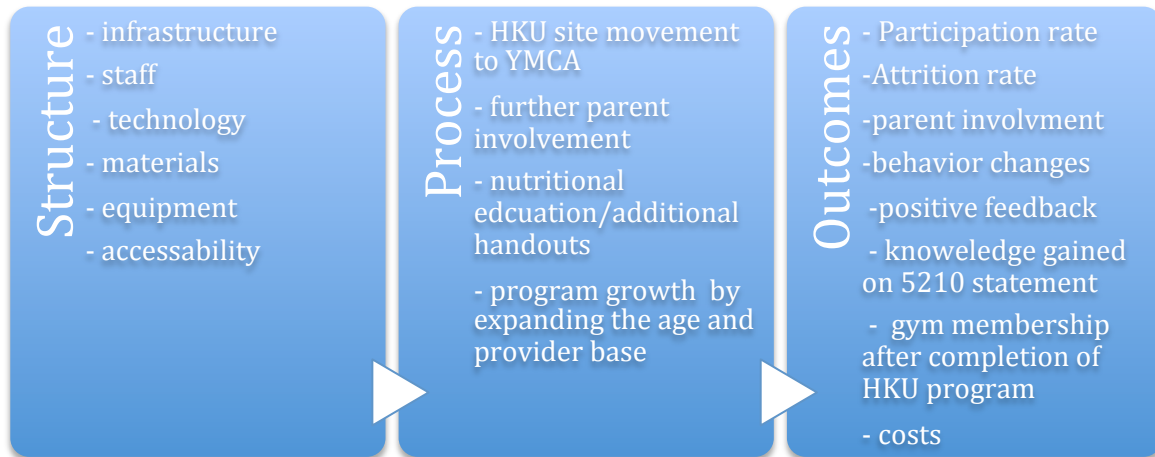 Structure
- infrastructure
- staff
- technology
- materials
- equipment
- accessability
Process
- HKU site movement
to YMCA
- further parent
involvement
- nutritional
edcuation/additional
handouts
- program growth by
expanding the age and
provider base
Outcomes
- Participation rate
-Attrition rate
-parent involvment
-behavior changes
-positive feedback
- knoweledge gained
on 5210 statement
- gym membership
after completion of
HKU program
- costs